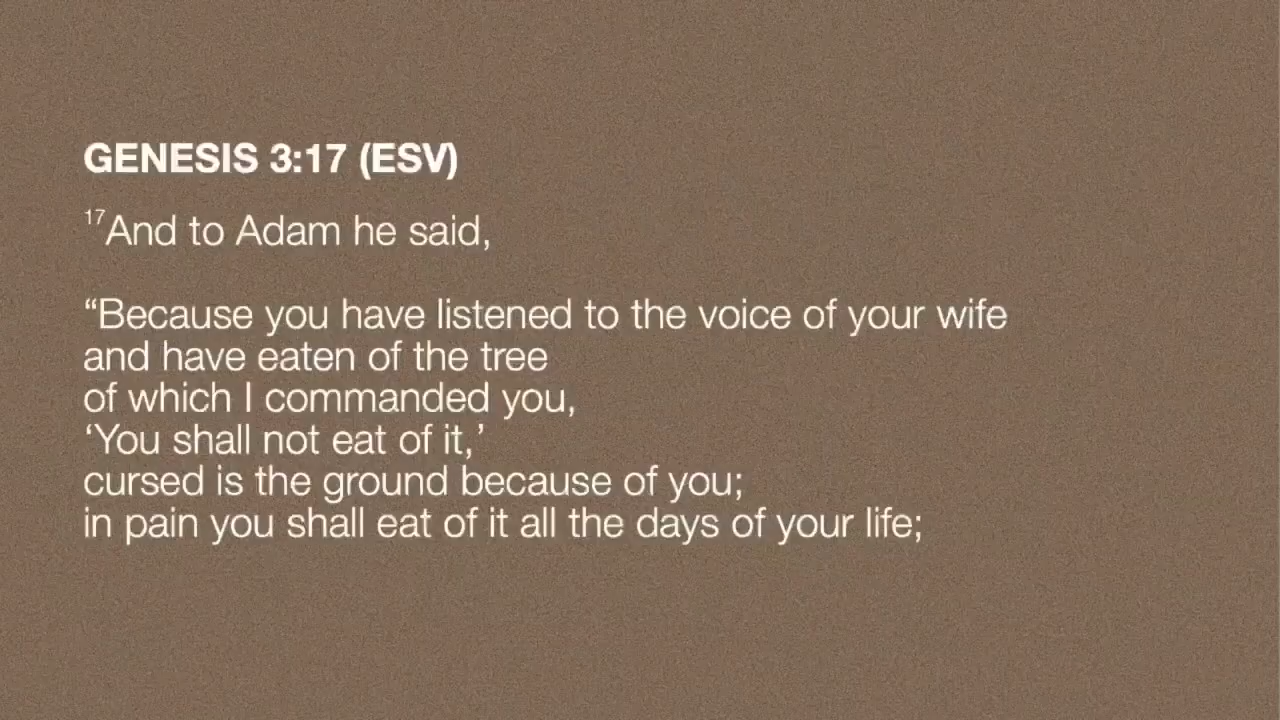 GENESIS 3:17 (ESV)
¹⁷And to Adam he said,
“Because you have listened to the voice of your wife
and have eaten of the tree
of which I commanded you,
‘You shall not eat of it,’
cursed is the ground because of you;
in pain you shall eat of it all the days of your life;